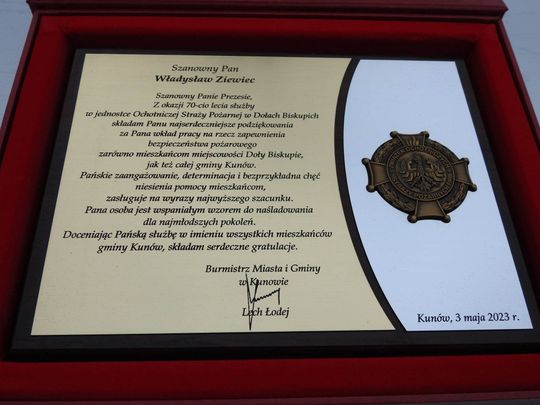 Szanowny Pan
Władysław Ziewiec
Szanowny Panie Prezesie,
Z okazji 70-cio lecia służby
w jednostce Ochotniczej Straży Pożarnej w Dołach Biskupich
składam Panu najserdeczniejsze podziękowania
za Pana wkład pracy na rzecz zapewnienia
bezpieczeństwa pożarowego
zarówno mieszkańcom miejscowości Doły Biskupie,
jak też całej gminy Kunów.
Pańskie zaangażowanie, determinacja i bezprzykładna chęć
niesienia pomocy mieszkańcom,
zasługuje na wyrazy najwyższego szacunku.
Pana osoba jest wspaniałym wzorem do naśladowania
dla najmłodszych pokoleń.
Doceniając Pańską służbę w imieniu wszystkich mieszkańców
gminy Kunów, składam serdeczne gratulacje.
Burmistrz Miasta i Gminy
w Kunowie
Lech Łodej
Kunów, 3 maja 2023 r.